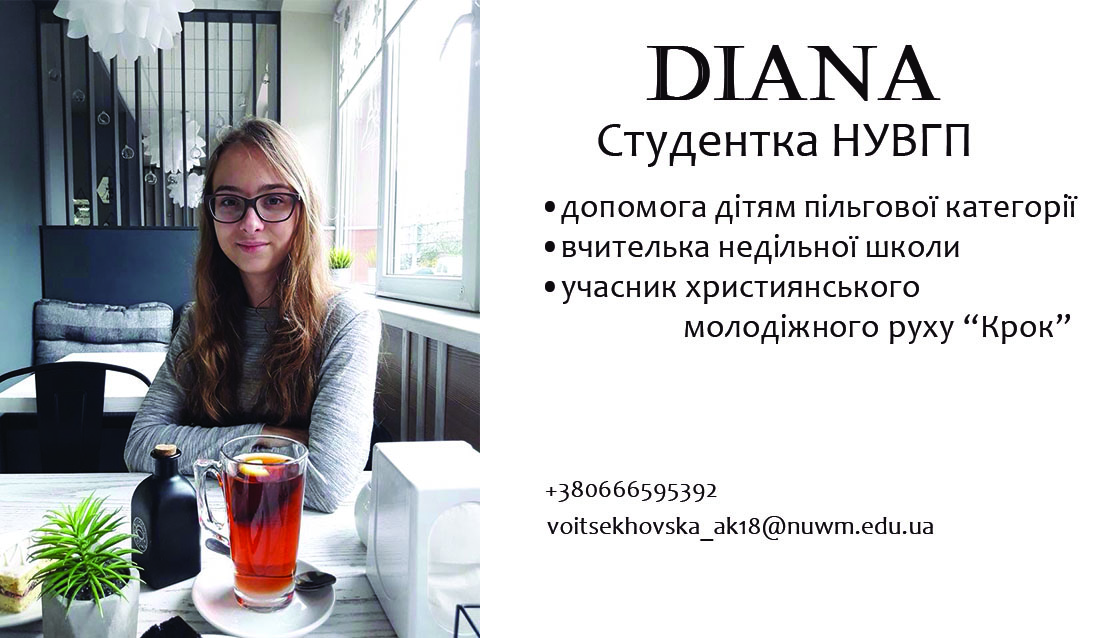 DIANA
Студентка НУВГП
•допомога дітям пільгової категорії
•вчителька недільної школи
•учасник християнського
молодіжного руху “Крок”
+380666595392
voitsekhovska_ak18@nuwm.edu.ua